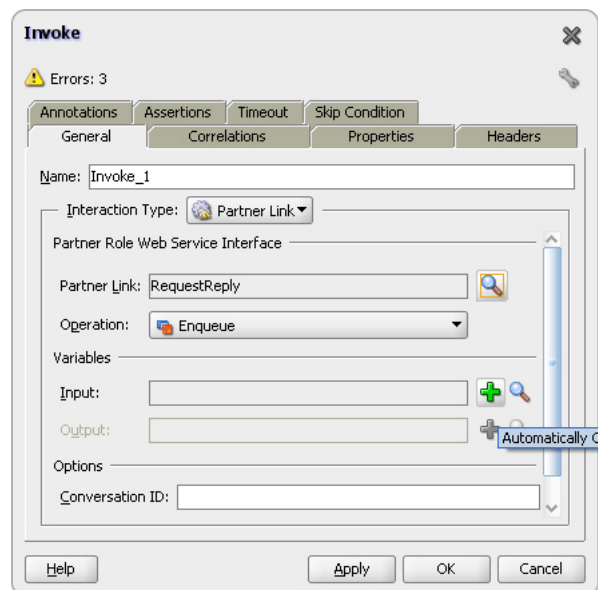 Invoke
Errors: 3
Annotations Assertions Timeout Skip Condition
General Correlations Properties Headers
Name: Invoke_1
Interaction Type: Partner Link
Partner Role Web Service Interface
Partner Link: RequestReply
Operation: Enqueue
Variables
Input:
Output:
Automatically C
Options
Conversation ID:
Help Apply OK Cancel